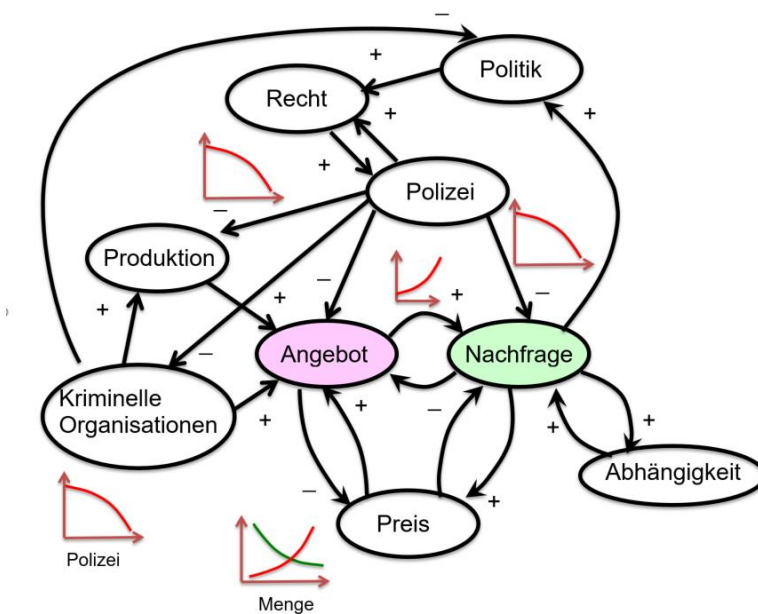 –
Politik
+
Recht
+
+
+
Polizei
–
Produktion
–
+
+
–
+
–
Angebot
Nachfrage
Kriminelle
Organisationen
+
+
–
+
+
Abhängigkeit
–
+
Preis
Polizei
Menge